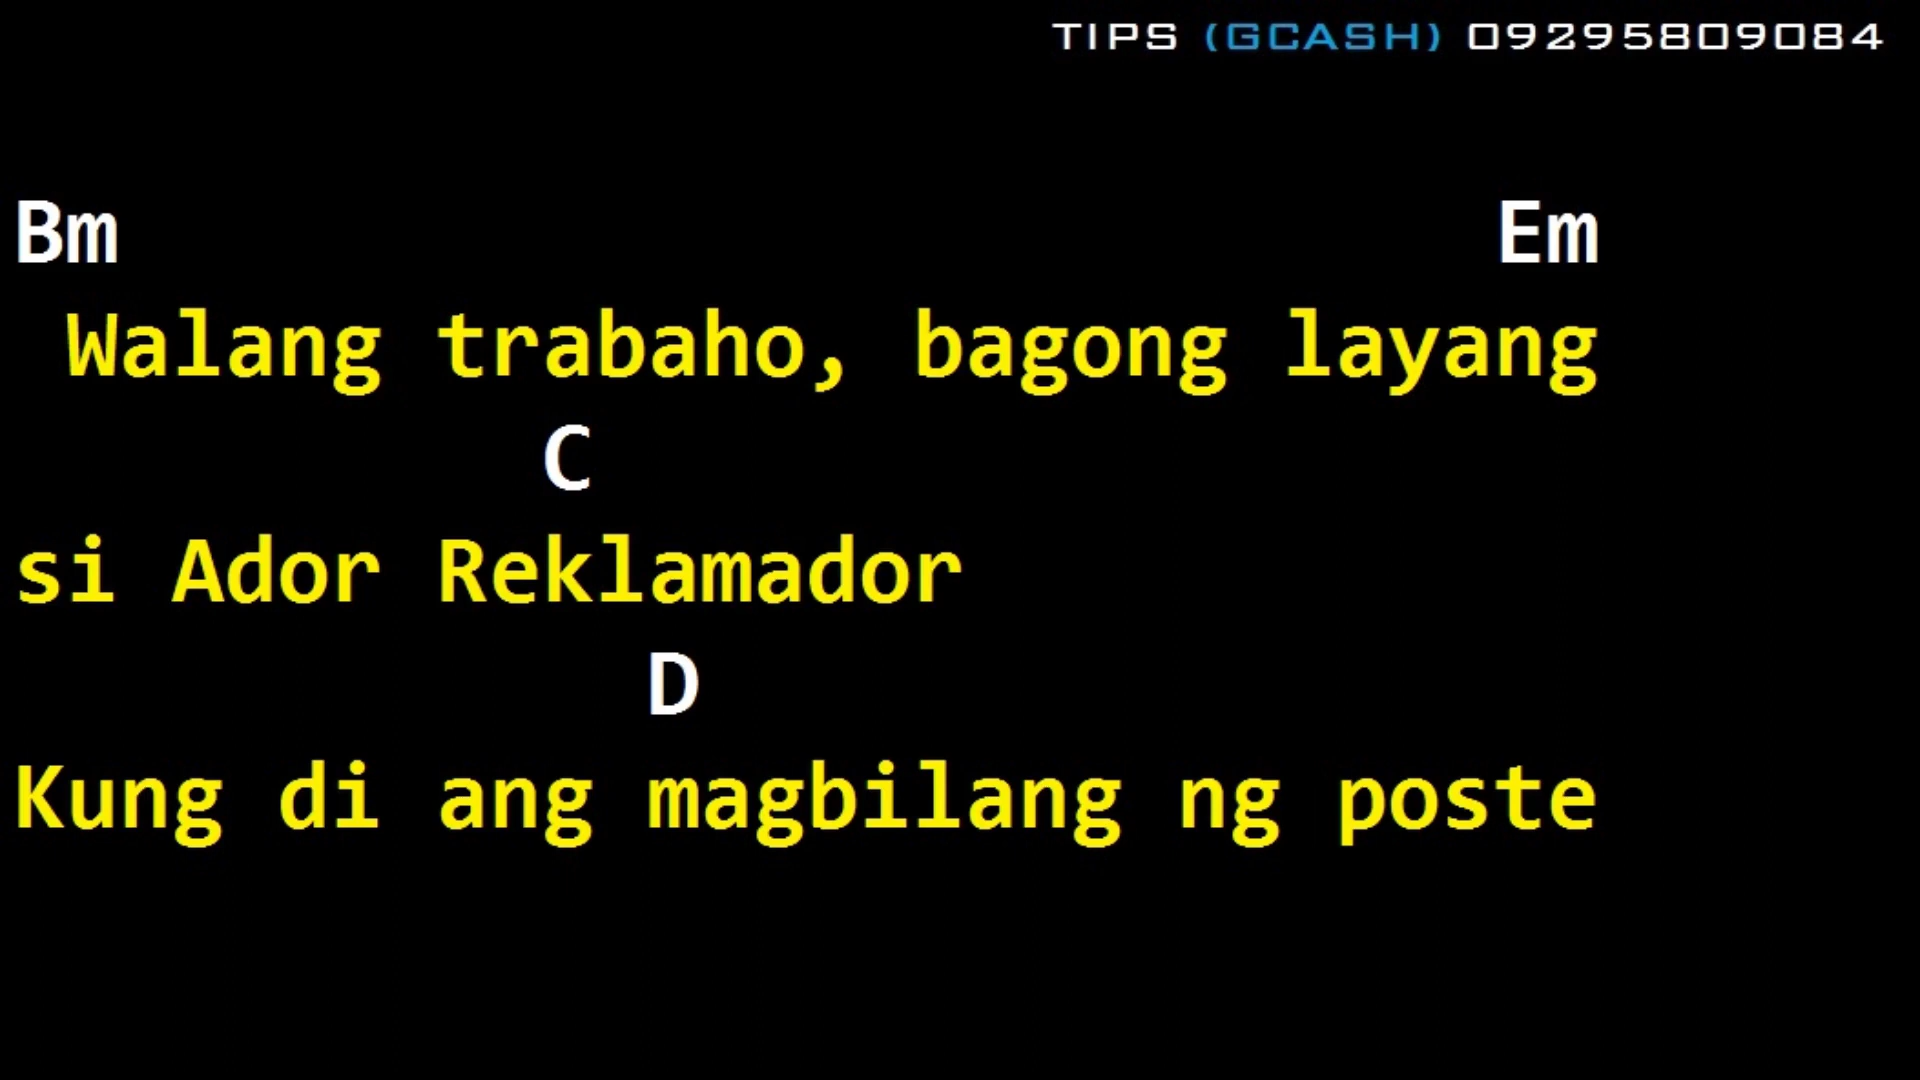 TIPS (GCASH) 09295809084
Bm Em
Walang trabaho, bagong layang
C
si Ador Reklamador
D
Kung di ang magbilang ng poste